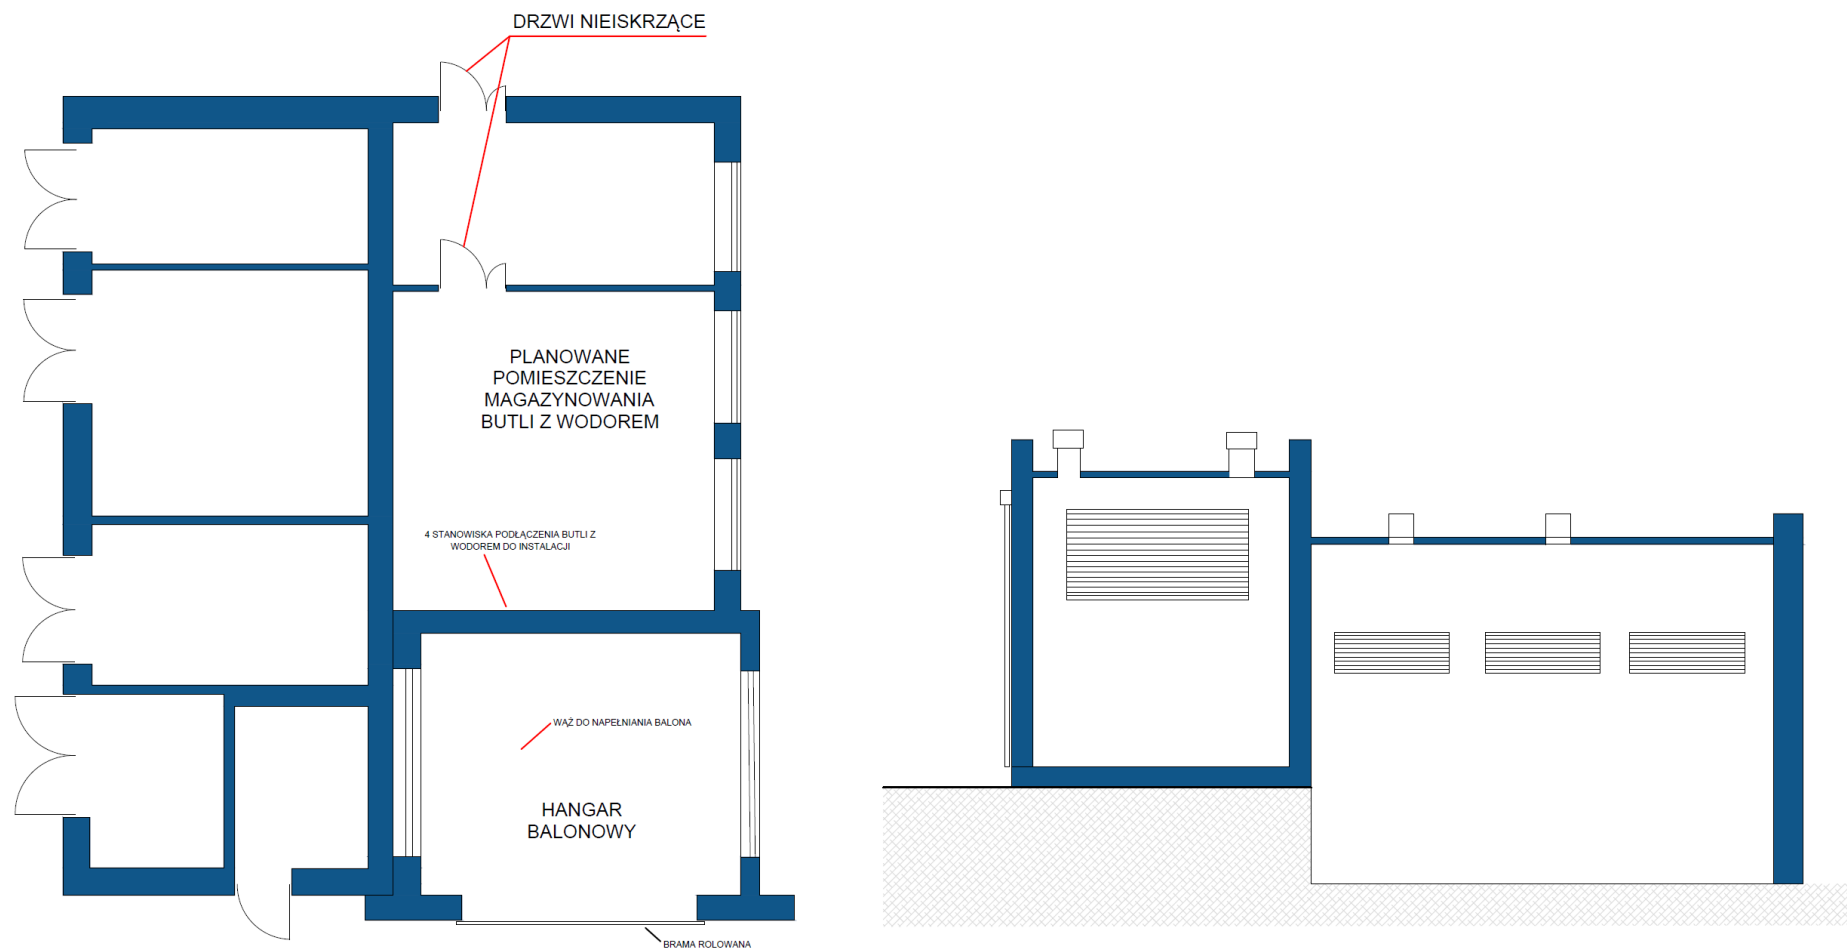 DRZWI NIEISKRZĄCE
PLANOWANE
POMIESZCZENIE
MAGAZYNOWANIA
BUTLI Z WODOREM
4 STANOWISKA PODŁĄCZENIA BUTLI Z
WODOREM DO INSTALACJI
WĄŻ DO NAPEŁNIANIA BALONA
HANGAR
BALONOWY
BRAMA ROLOWANA